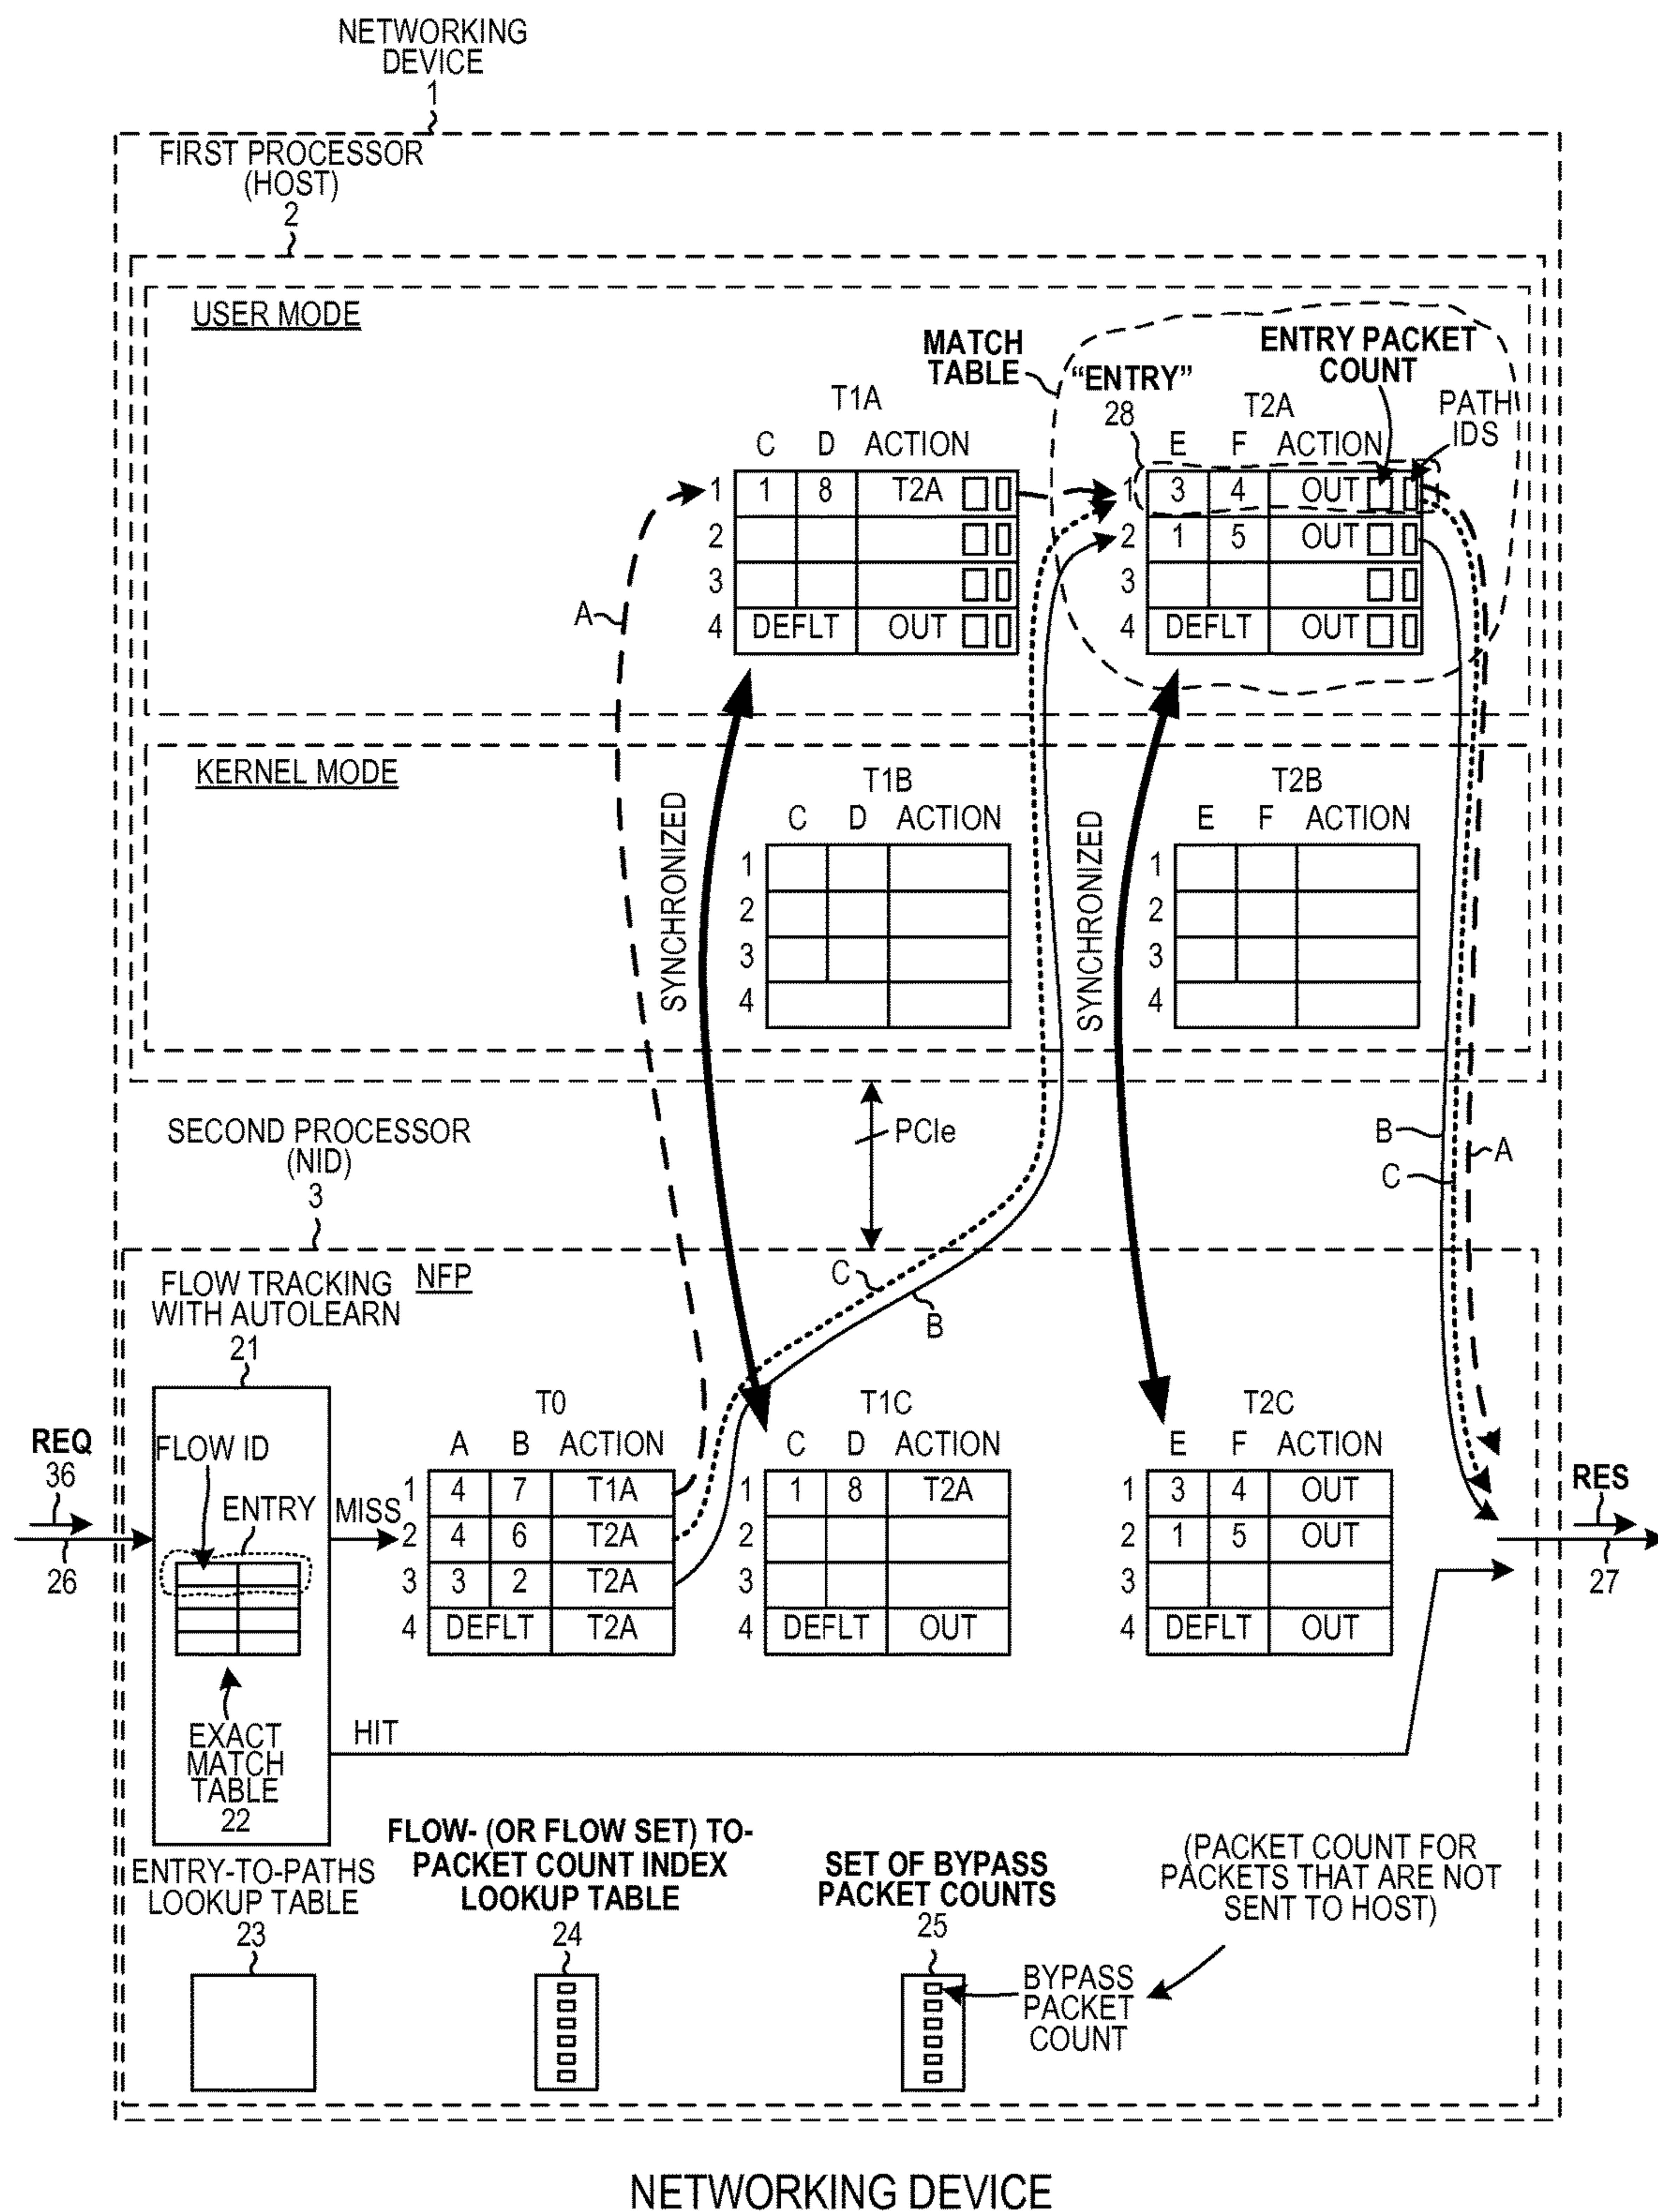 NETWORKING
DEVICE
1
FIRST PROCESSOR
(HOST)
2
USER MODE
MATCH
TABLE
"ENTRY"
28
ENTRY PACKET
COUNT
PATH
IDS
T1A
C D ACTION
1 1 8 T2A
2
3
4 DEFLT OUT
T2A
E F ACTION
1 3 4 OUT
2 1 5 OUT
3
4 DEFLT OUT
A
KERNEL MODE
SYNCHRONIZED
T1B
C D ACTION
1
2
3
4
SYNCHRONIZED
T2B
E F ACTION
1
2
3
4
SECOND PROCESSOR
(NID)
3
PCIe
B
A
C
C
B
NFP
FLOW TRACKING
WITH AUTOLEARN
21
REQ
36
26
FLOW ID
ENTRY
MISS
EXACT
MATCH
TABLE
22
HIT
T0
A B ACTION
1 4 7 T1A
2 4 6 T2A
3 3 2 T2A
4 DEFLT T2A
T1C
C D ACTION
1 1 8 T2A
2
3
4 DEFLT OUT
T2C
E F ACTION
1 3 4 OUT
2 1 5 OUT
3
4 DEFLT OUT
RES
27
ENTRY-TO-PATHS
LOOKUP TABLE
23
FLOW- (OR FLOW SET) TO-
PACKET COUNT INDEX
LOOKUP TABLE
24
SET OF BYPASS
PACKET COUNTS
25
(PACKET COUNT FOR
PACKETS THAT ARE NOT
SENT TO HOST)
BYPASS
PACKET
COUNT
NETWORKING DEVICE